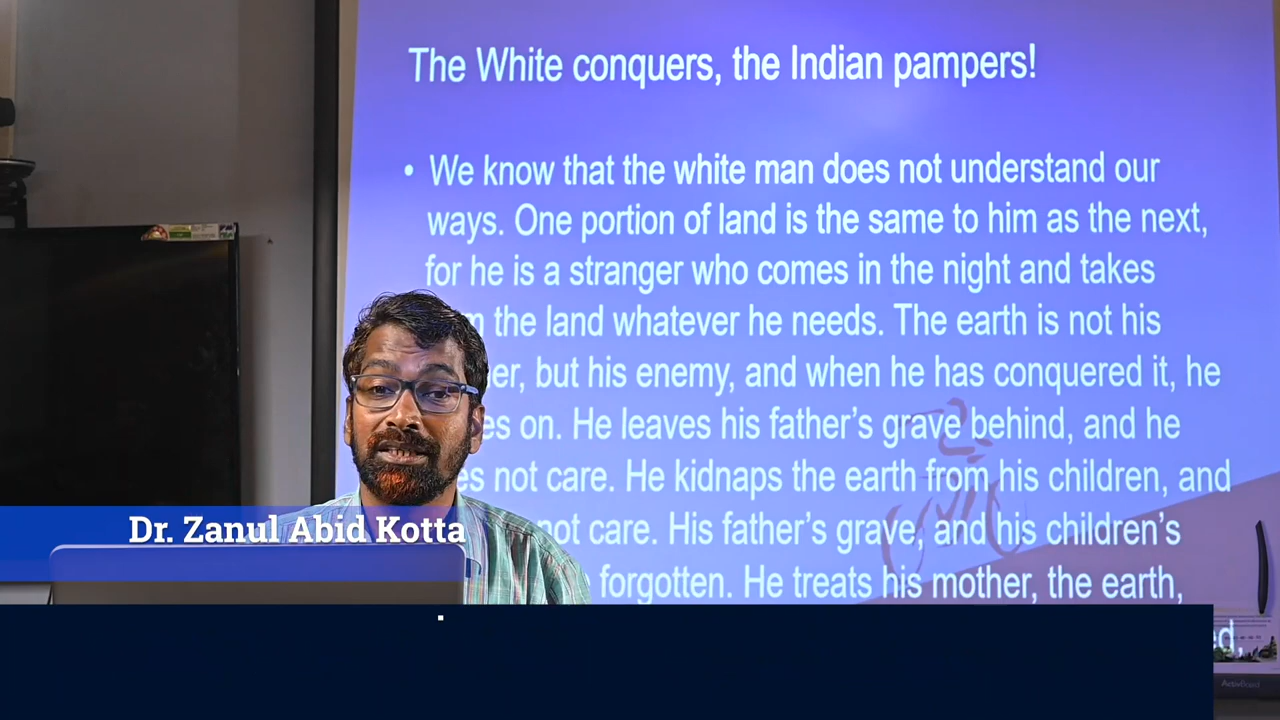 The White conquers, the Indian pampers!
• We know that the white man does not understand our
ways. One portion of land is the same to him as the next,
for he is a stranger who comes in the night and takes
the land whatever he needs. The earth is not his
but his enemy, and when he has conquered it, he
on. He leaves his father's grave behind, and he
not care. He kidnaps the earth from his children, and
not care. His father's grave, and his children's
forgotten. He treats his mother, the earth,
Dr. Zanul Abid Kotta
ActivBoard